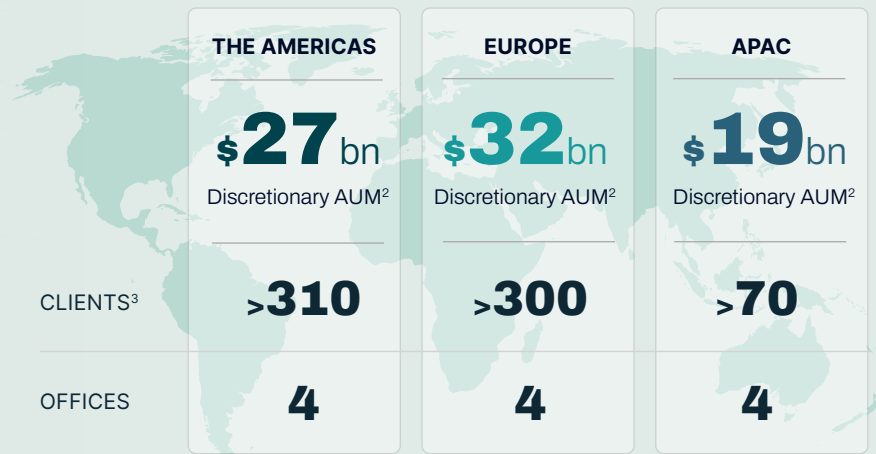 THE AMERICAS EUROPE APAC
$27bn $32bn $19bn
Discretionary AUM² Discretionary AUM² Discretionary AUM²
CLIENTS³ >310 >300 >70
OFFICES 4 4 4